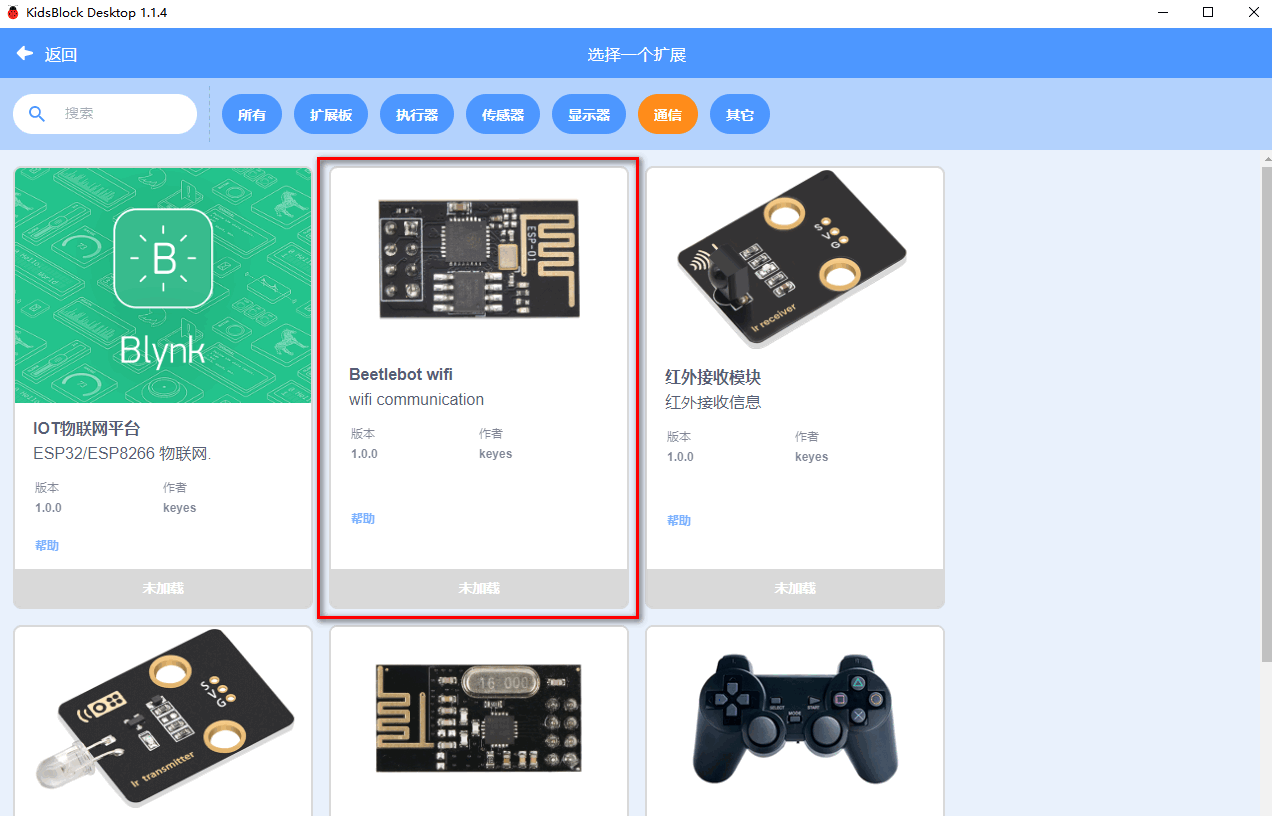 KidsBlock Desktop 1.1.4
返回
选择一个扩展
搜索
所有
扩展板
执行器
传感器
显示器
通信
其它
B
Blynk
IOT物联网平台
ESP32/ESP8266 物联网.
版本
作者
1.0.0
keyes
帮助
未加载
ESP-01
Beetlebot wifi
wifi communication
版本
作者
1.0.0
keyes
帮助
未加载
S V G
Ir receiver
红外接收模块
红外接收信息
版本
作者
1.0.0
keyes
帮助
未加载
S V G
Ir transmitter
16 000
SELECT
START
MODE